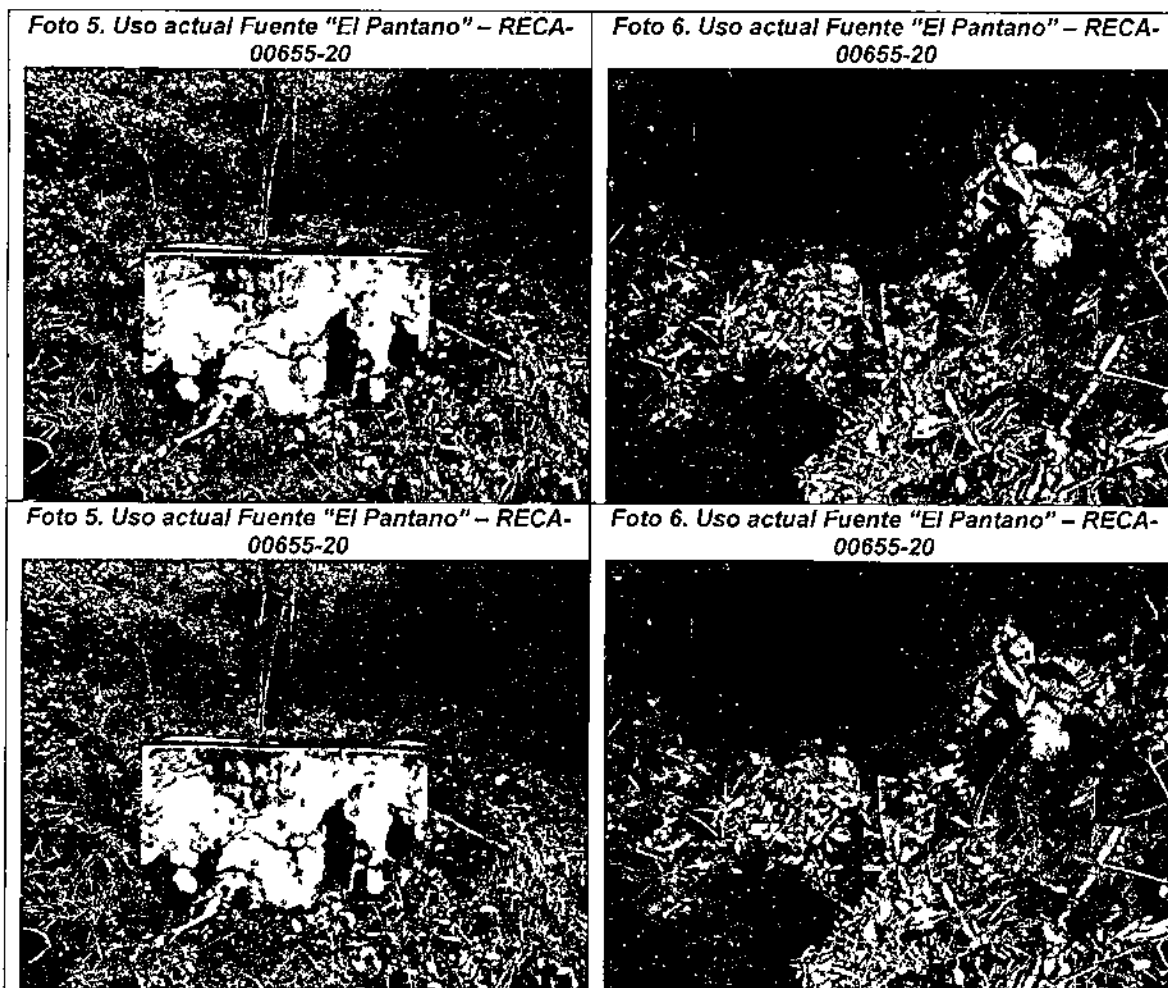 Foto 5. Uso actual Fuente "El Pantano" – RECA-
00655-20
Foto 6. Uso actual Fuente "El Pantano" – RECA-
00655-20
Foto 5. Uso actual Fuente "El Pantano" – RECA-
00655-20
Foto 6. Uso actual Fuente "El Pantano" – RECA-
00655-20